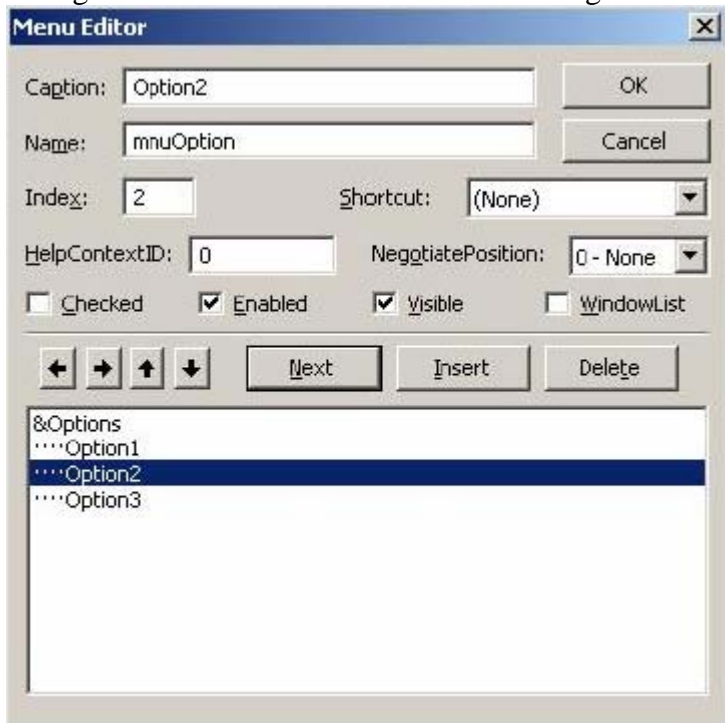 Menu Editor
Caption: Option2 OK
Name: mnuOption Cancel
Index: 2 Shortcut: (None)
HelpContextID: 0 NegotiatePosition: 0 - None
Checked Enabled Visible WindowList
Next Insert Delete
&Options
····Option1
····Option2
····Option3